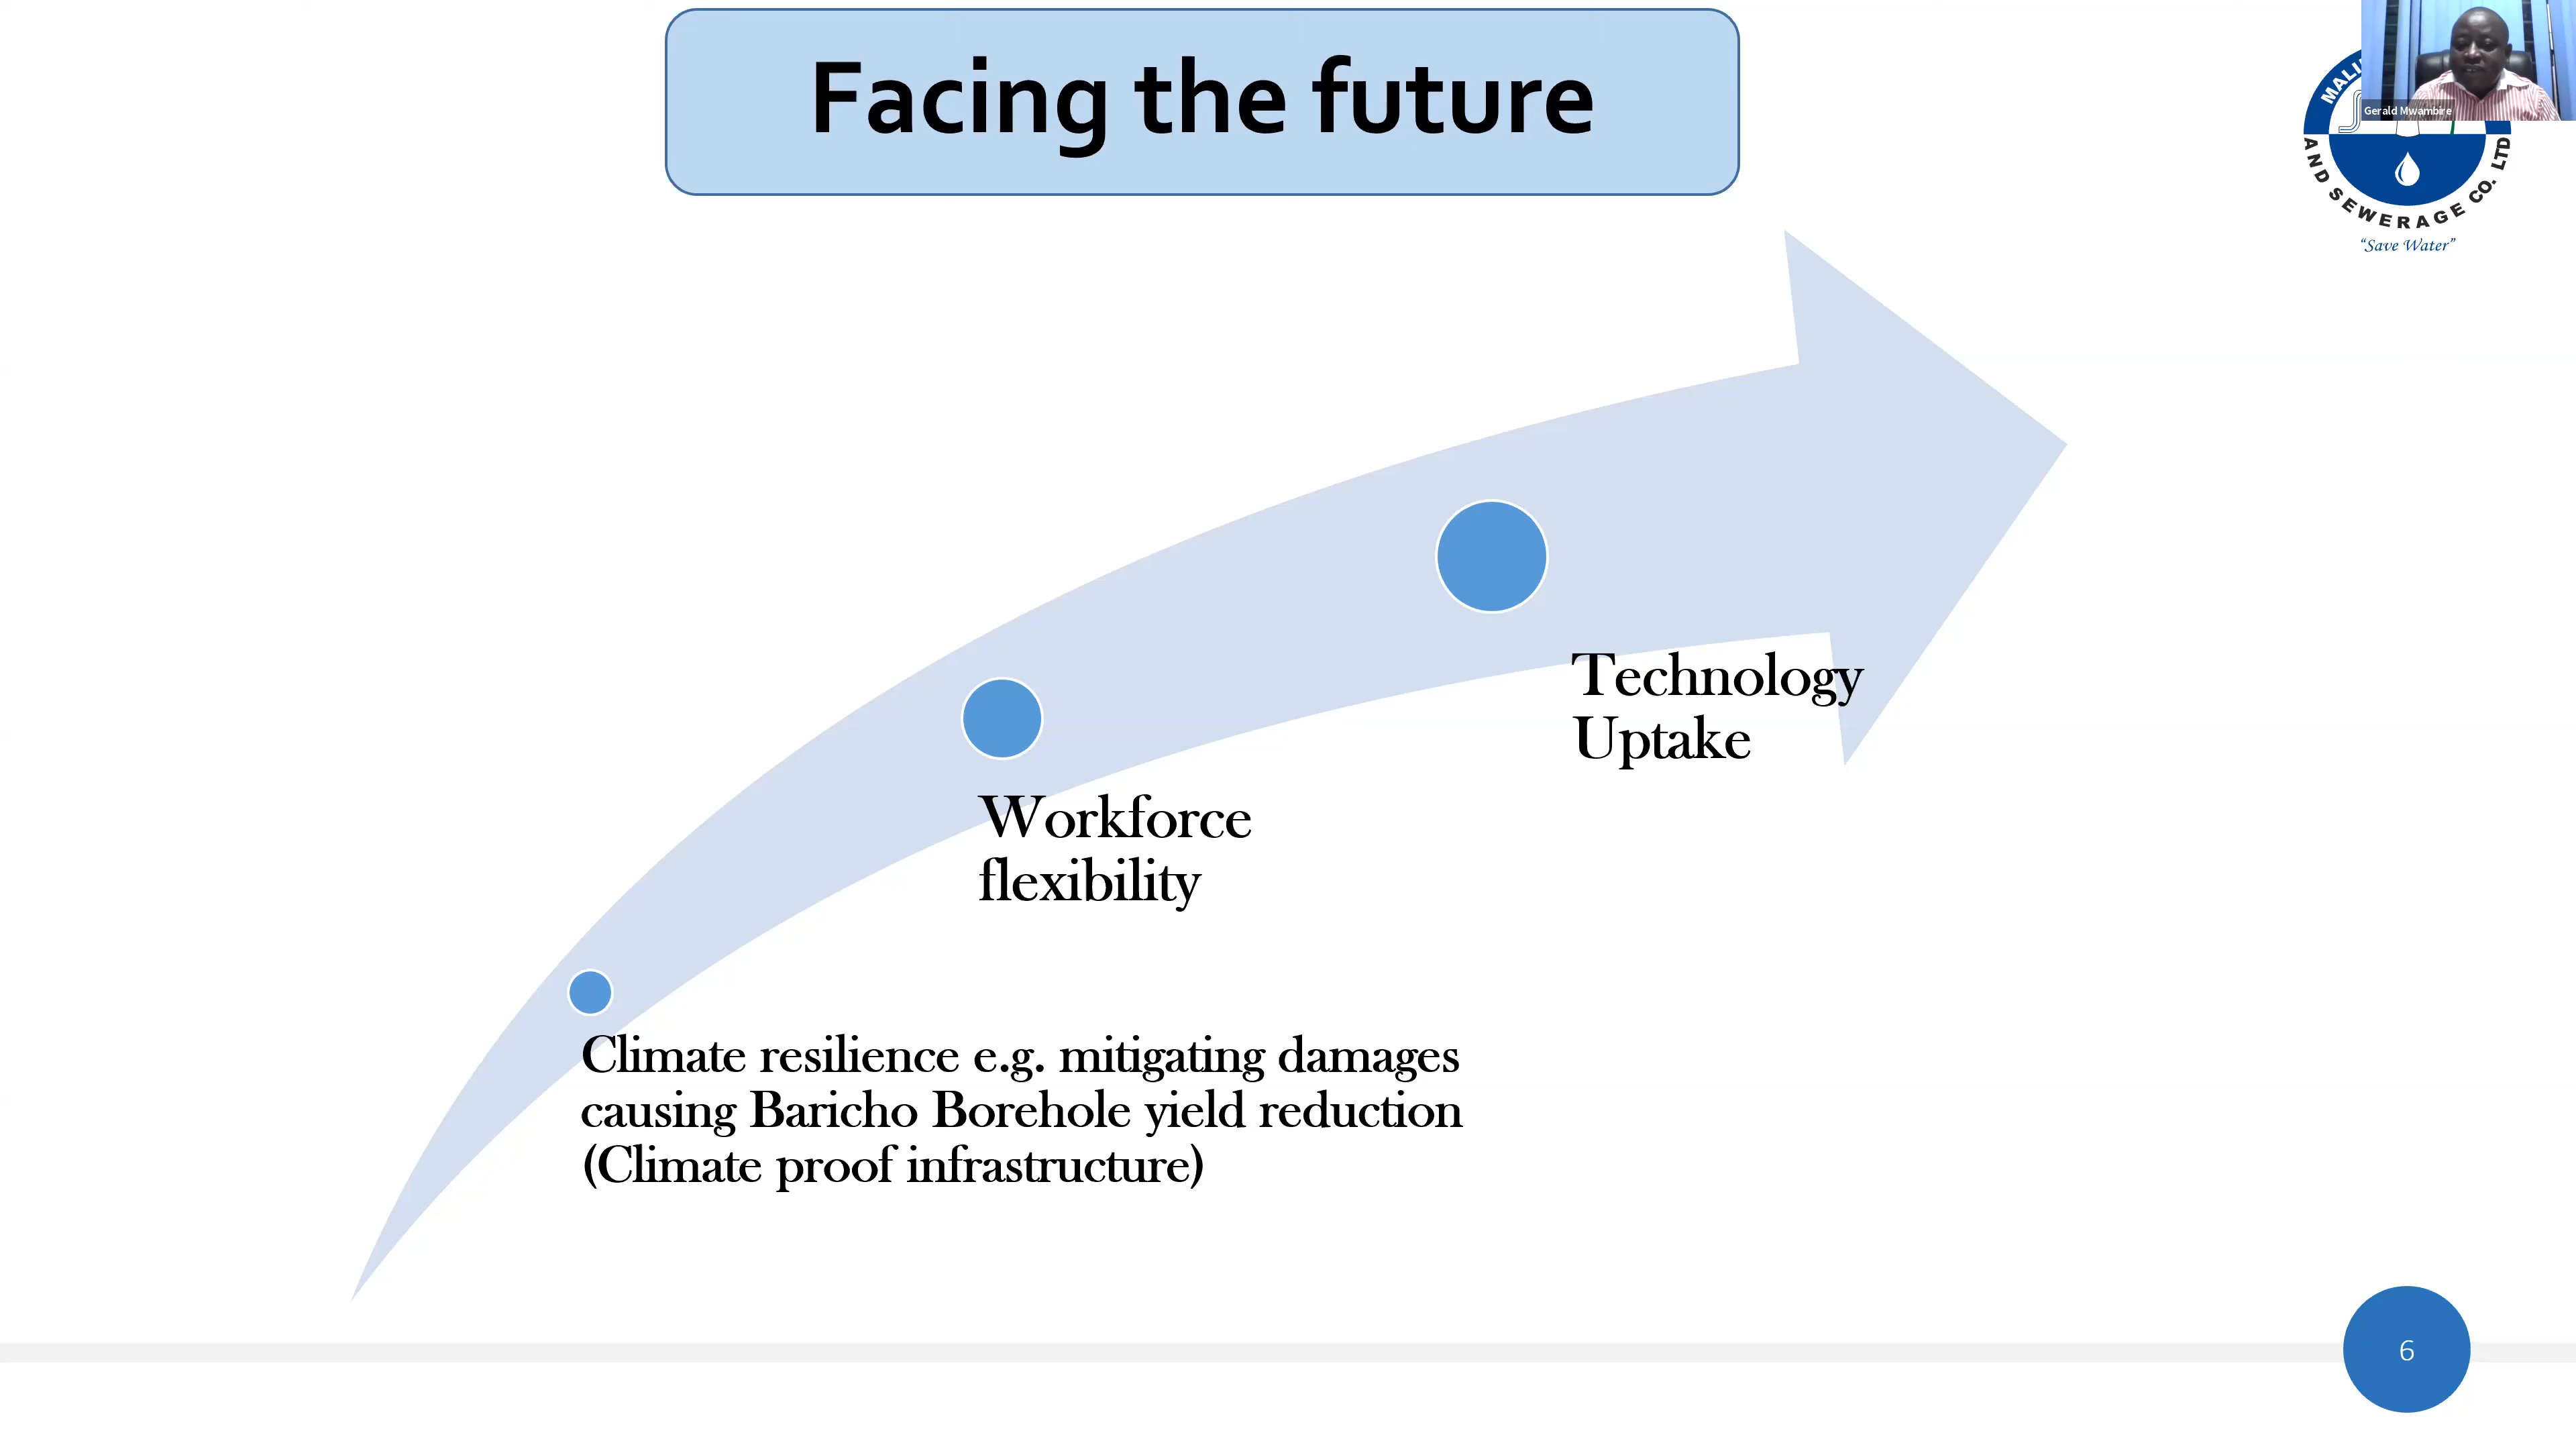 Facing the future
Gerald Mwambire
AND SEWERAGE CO. LTD
“Save Water”
Technology
Uptake
Workforce
flexibility
Climate resilience e.g. mitigating damages
causing Baricho Borehole yield reduction
(Climate proof infrastructure)
6